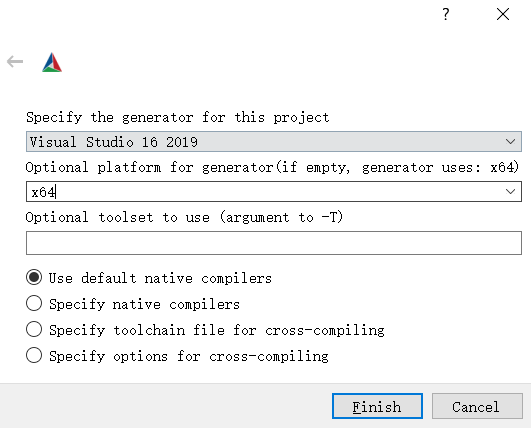 ?
Specify the generator for this project
Visual Studio 16 2019
Optional platform for generator(if empty, generator uses: x64)
x64
Optional toolset to use (argument to -T)
Use default native compilers
Specify native compilers
Specify toolchain file for cross-compiling
Specify options for cross-compiling
Finish Cancel